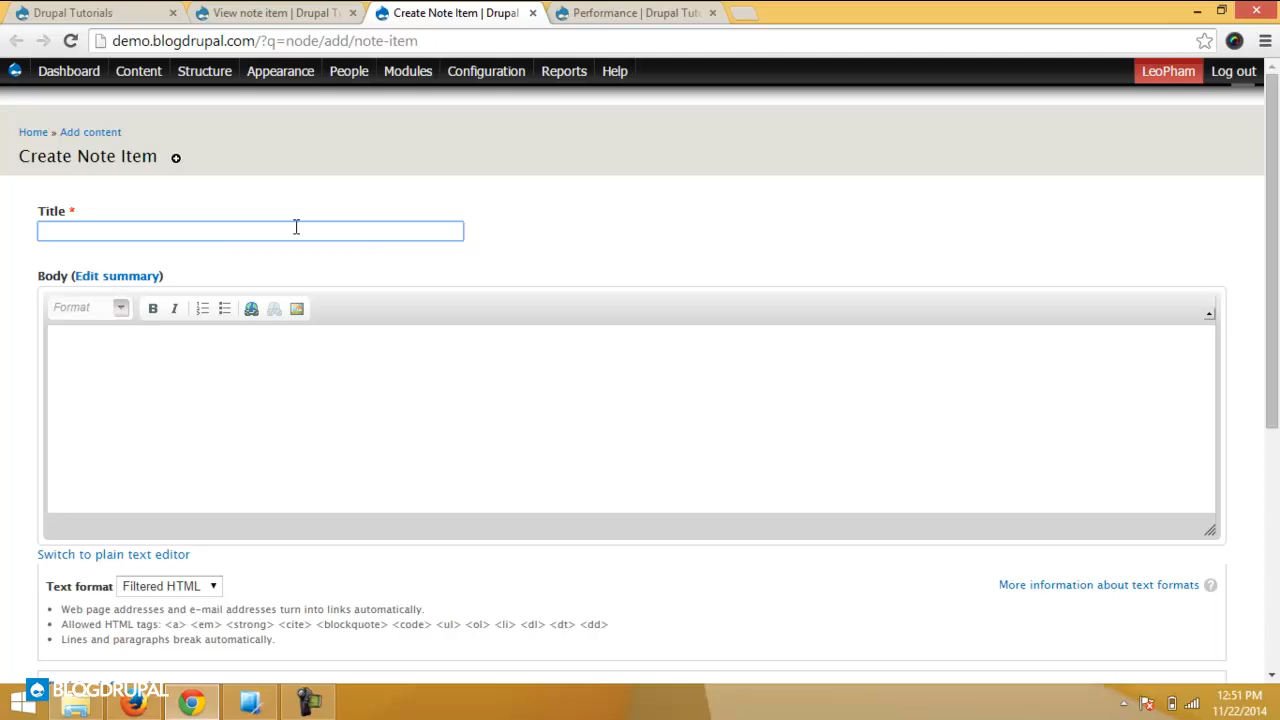 Drupal Tutorials
View note item | Drupal Tu
Create Note Item | Drupal
Performance | Drupal Tut
demo.blogdrupal.com/?q=node/add/note-item
Dashboard Content Structure Appearance People Modules Configuration Reports Help LeoPham Log out
Home » Add content
Create Note Item
Title *
Body (Edit summary)
Format B I
Switch to plain text editor
Text format Filtered HTML More information about text formats ?
• Web page addresses and e-mail addresses turn into links automatically.
• Allowed HTML tags: <a> <em> <strong> <cite> <blockquote> <code> <ul> <ol> <li> <dl> <dt> <dd>
• Lines and paragraphs break automatically.
BLOGDRUPAL
12:51 PM
11/22/2014